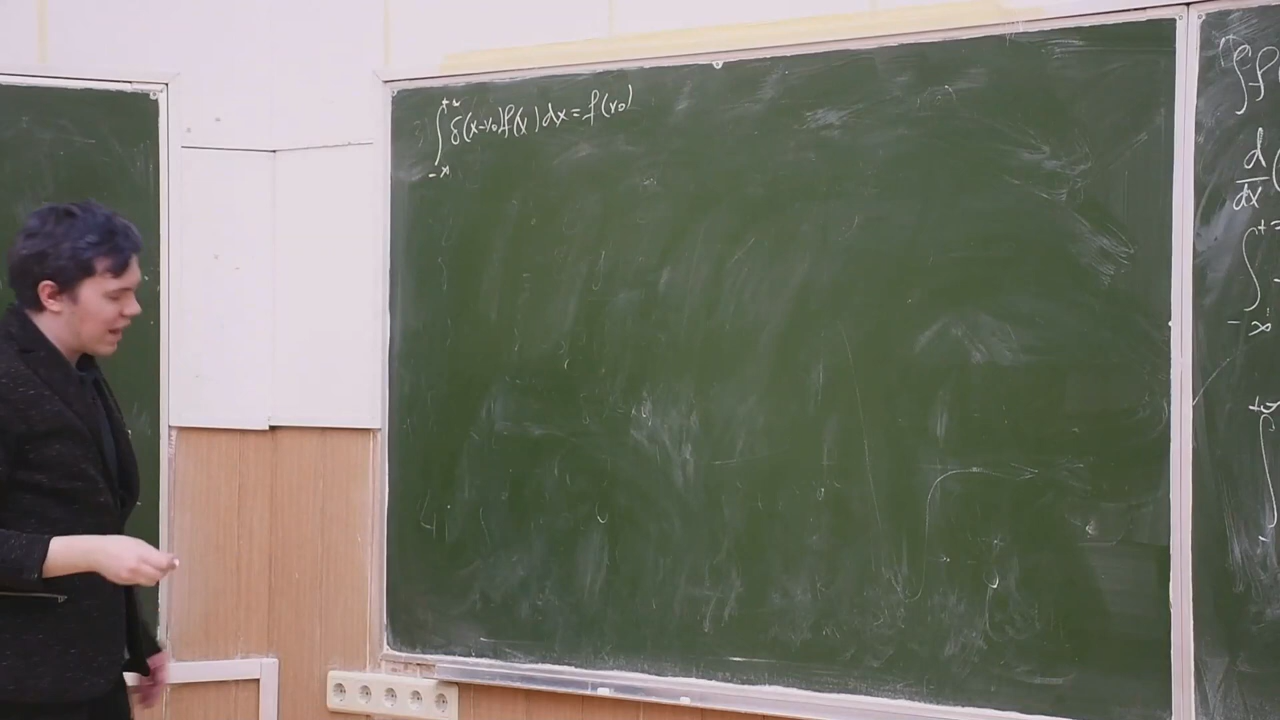 ∫_{-∞}^{+∞} δ(x-x₀)f(x)dx=f(x₀)
d/dx (
∫_{-∞}^{+∞}